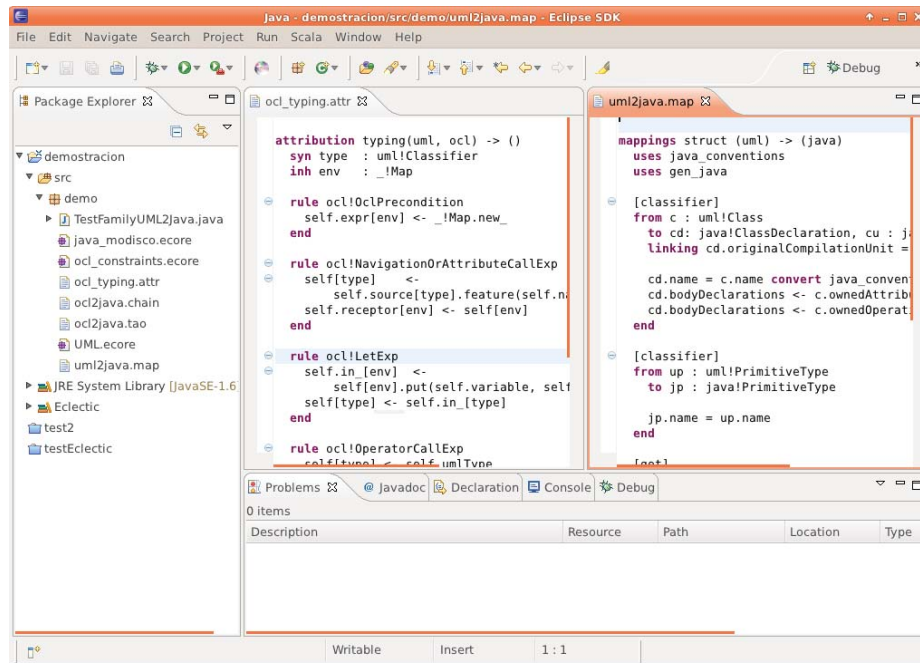 Java - demostracion/src/demo/uml2java.map - Eclipse SDK
File Edit Navigate Search Project Run Scala Window Help
Debug
Package Explorer
demostracion
src
demo
TestFamilyUML2Java.java
java_modisco.ecore
ocl_constraints.ecore
ocl_typing.attr
ocl2java.chain
ocl2java.tao
UML.ecore
uml2java.map
JRE System Library [JavaSE-1.6
Eclectic
test2
testEclectic
ocl_typing.attr
attribution typing(uml, ocl) -> ()
syn type : uml!Classifier
inh env : _!Map
rule ocl!OclPrecondition
self.expr[env] <- _!Map.new_
end
rule ocl!NavigationOrAttributeCallExp
self[type] <-
self.source[type].feature(self.na
self.receptor[env] <- self[env]
end
rule ocl!LetExp
self.in_[env] <-
self[env].put(self.variable, self
self[type] <- self.in_[type]
end
rule ocl!OperatorCallExp
self[type] <- self.umlType
uml2java.map
mappings struct (uml) -> (java)
uses java_conventions
uses gen_java
[classifier]
from c : uml!Class
to cd: java!ClassDeclaration, cu : ja
linking cd.originalCompilationUnit =
cd.name = c.name convert java_conven
cd.bodyDeclarations <- c.ownedAttrib
cd.bodyDeclarations <- c.ownedOperat
end
[classifier]
from up : uml!PrimitiveType
to jp : java!PrimitiveType
jp.name = up.name
end
[get]
Problems @ Javadoc Declaration Console Debug
0 items
Description Resource Path Location Type
Writable Insert 1 : 1